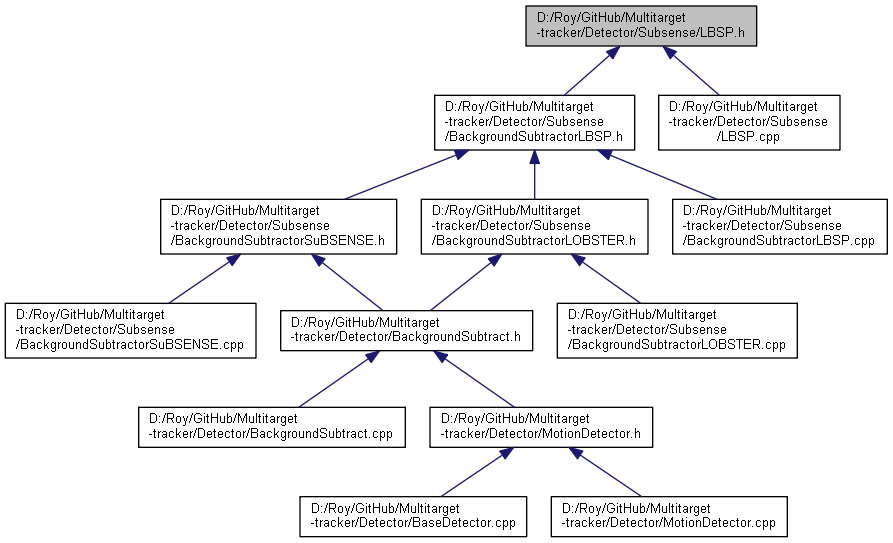 D:/Roy/GitHub/Multitarget
-tracker/Detector/Subsense/LBSP.h
D:/Roy/GitHub/Multitarget
-tracker/Detector/Subsense
/BackgroundSubtractorLBSP.h
D:/Roy/GitHub/Multitarget
-tracker/Detector/Subsense
/LBSP.cpp
D:/Roy/GitHub/Multitarget
-tracker/Detector/Subsense
/BackgroundSubtractorSuBSENSE.h
D:/Roy/GitHub/Multitarget
-tracker/Detector/Subsense
/BackgroundSubtractorLOBSTER.h
D:/Roy/GitHub/Multitarget
-tracker/Detector/Subsense
/BackgroundSubtractorLBSP.cpp
D:/Roy/GitHub/Multitarget
-tracker/Detector/Subsense
/BackgroundSubtractorSuBSENSE.cpp
D:/Roy/GitHub/Multitarget
-tracker/Detector/BackgroundSubtract.h
D:/Roy/GitHub/Multitarget
-tracker/Detector/Subsense
/BackgroundSubtractorLOBSTER.cpp
D:/Roy/GitHub/Multitarget
-tracker/Detector/BackgroundSubtract.cpp
D:/Roy/GitHub/Multitarget
-tracker/Detector/MotionDetector.h
D:/Roy/GitHub/Multitarget
-tracker/Detector/BaseDetector.cpp
D:/Roy/GitHub/Multitarget
-tracker/Detector/MotionDetector.cpp